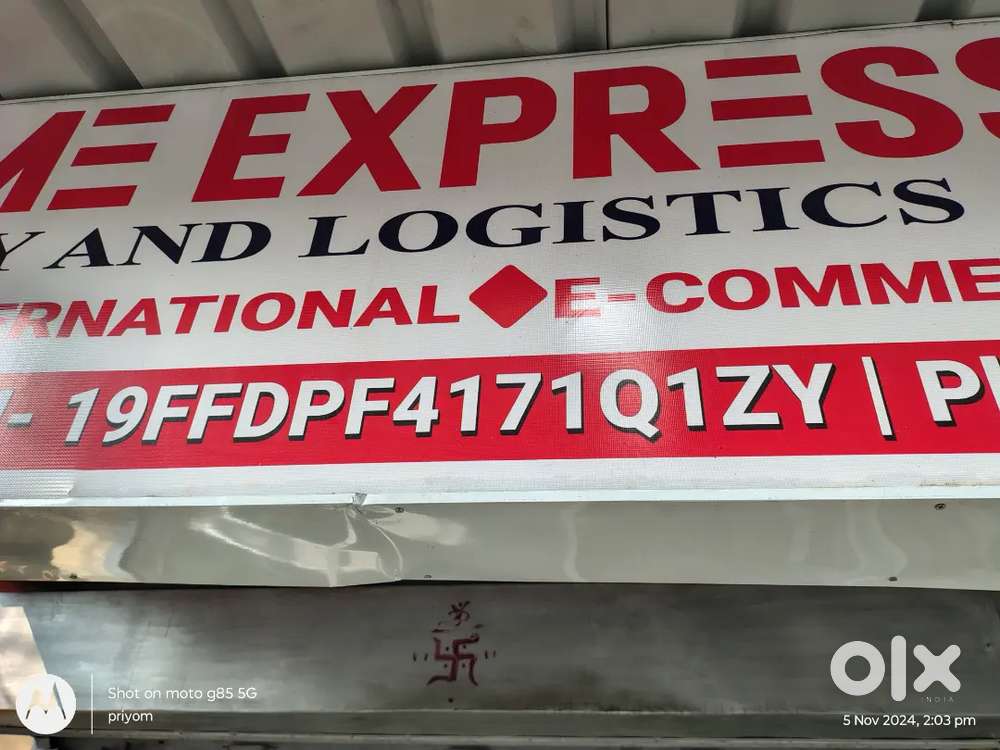 ME EXPRESS
Y AND LOGISTICS
ERNATIONAL E-COMME
- 19FFDPF4171Q1ZY | P
olx
INDIA
Shot on moto g85 5G
priyom
5 Nov 2024, 2:03 pm